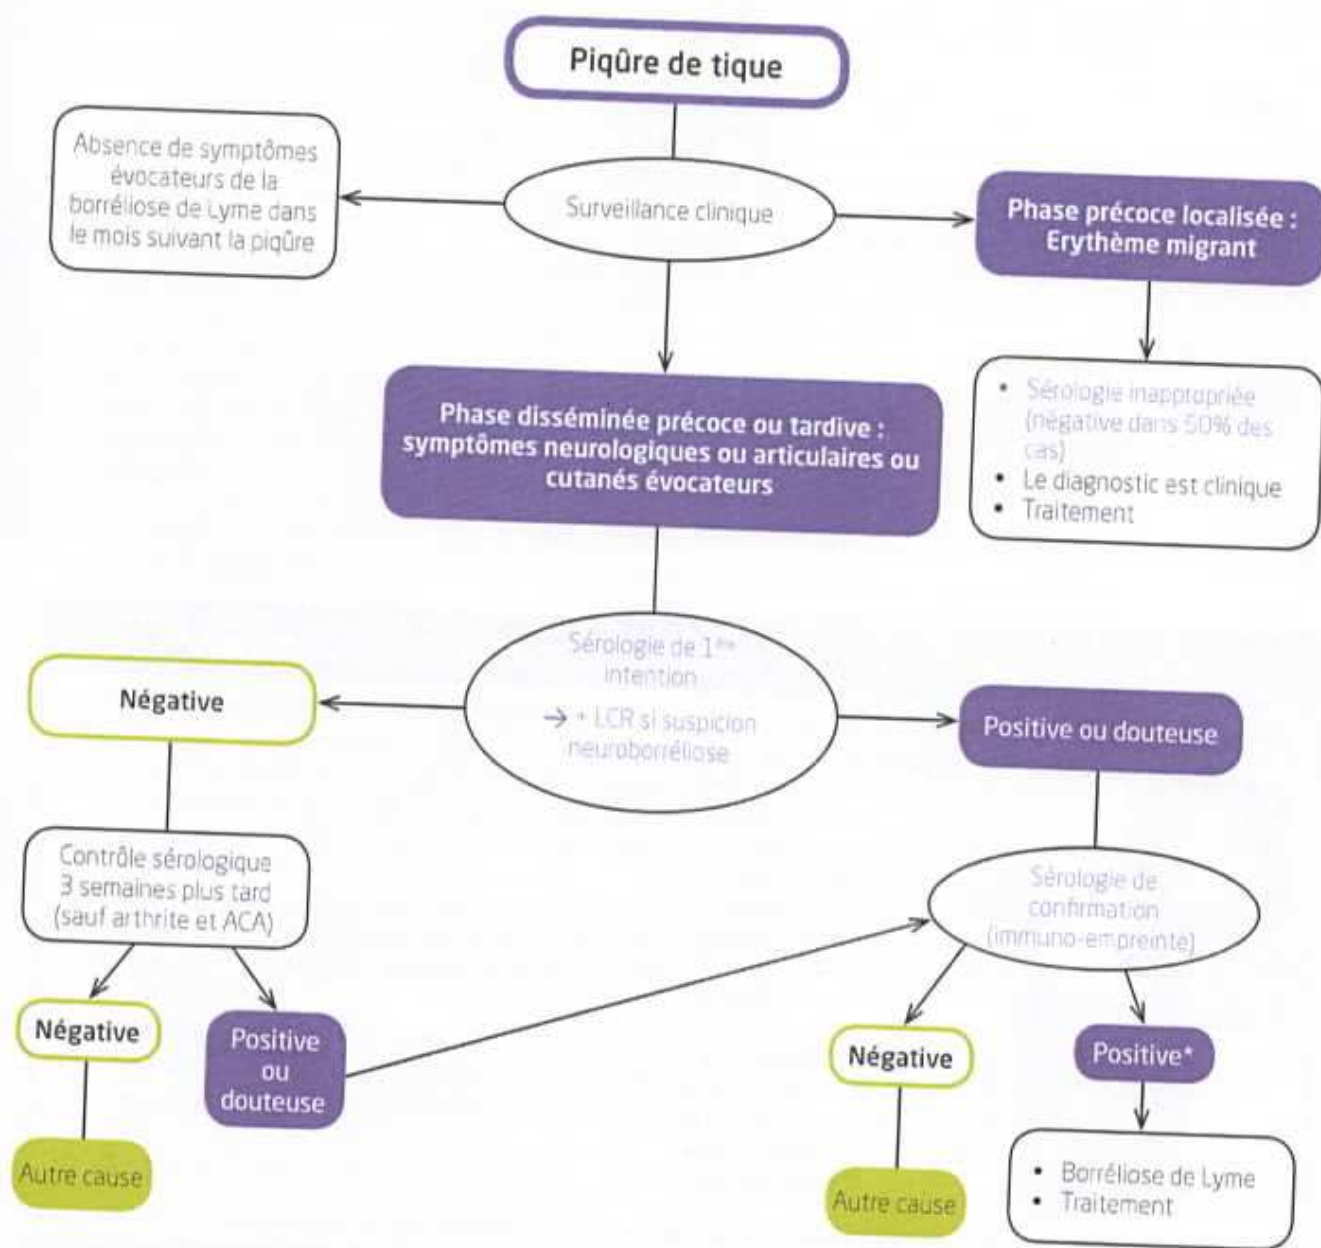 Piqûre de tique
Absence de symptômes
évocateurs de la
borréliose de Lyme dans
le mois suivant la piqûre
Surveillance clinique
Phase précoce localisée :
Erythème migrant
• Sérologie inappropriée
(négative dans 50% des
cas)
• Le diagnostic est clinique
• Traitement
Phase disséminée précoce ou tardive :
symptômes neurologiques ou articulaires ou
cutanés évocateurs
Sérologie de 1ère
intention
→ + LCR si suspicion
neuroborréliose
Négative
Positive ou douteuse
Contrôle sérologique
3 semaines plus tard
(sauf arthrite et ACA)
Sérologie de
confirmation
(immuno-empreinte)
Négative
Positive
ou
douteuse
Négative
Positive*
Autre cause
Autre cause
• Borréliose de Lyme
• Traitement